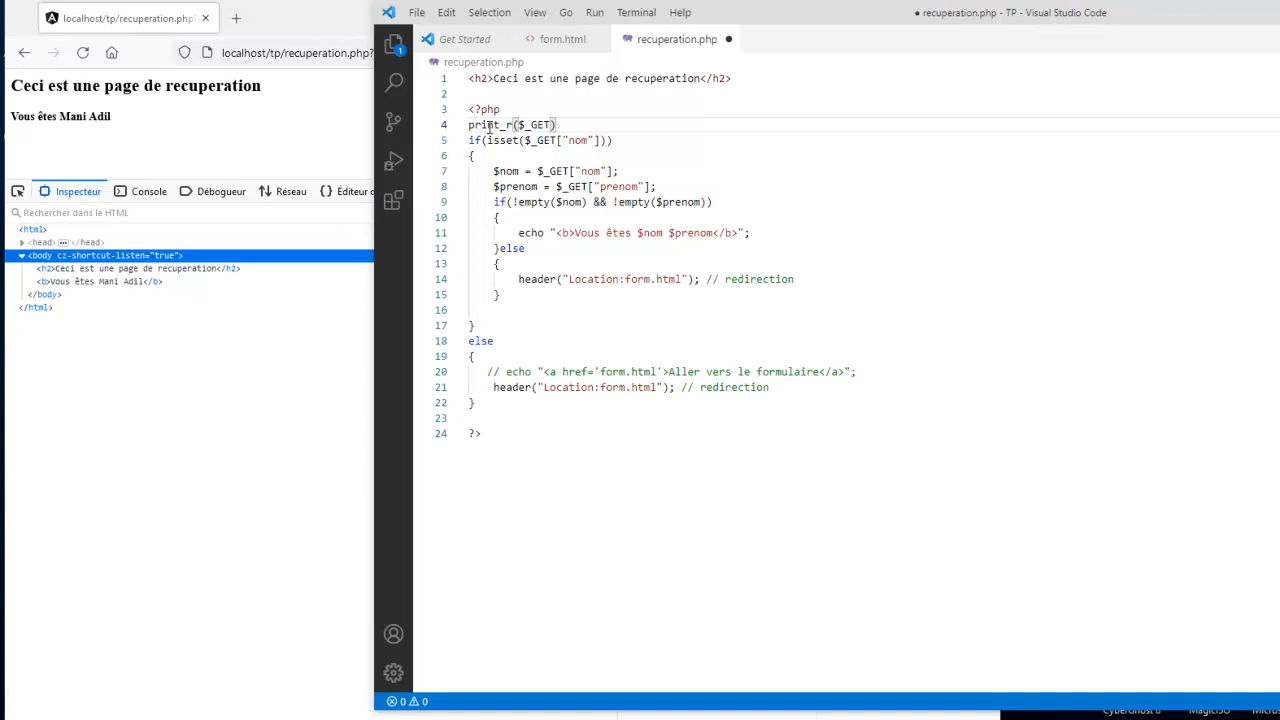 localhost/tp/recuperation.php?
localhost/tp/recuperation.php?
Ceci est une page de recuperation
Vous êtes Mani Adil
Inspecteur
Console
Débogueur
Réseau
Éditeur d
Rechercher dans le HTML
<html>
<head> ••• </head>
<body cz-shortcut-listen="true">
<h2>Ceci est une page de recuperation</h2>
<b>Vous êtes Mani Adil</b>
</body>
</html>
File Edit Selection View Go Run Terminal Help
● recuperation.php - TP - Visual Studio Code
1
Get Started
<> form.html
recuperation.php ●
recuperation.php
1 <h2>Ceci est une page de recuperation</h2>
2
3 <?php
4 print_r($_GET)
5 if(isset($_GET["nom"]))
6 {
7 $nom = $_GET["nom"];
8 $prenom = $_GET["prenom"];
9 if(!empty($nom) && !empty($prenom))
10 {
11 echo "<b>Vous êtes $nom $prenom</b>";
12 }else
13 {
14 header("Location:form.html"); // redirection
15 }
16
17 }
18 else
19 {
20 // echo "<a href='form.html'>Aller vers le formulaire</a>";
21 header("Location:form.html"); // redirection
22 }
23
24 ?>
0 0
CyberGhost 8
MagicISO
Micros